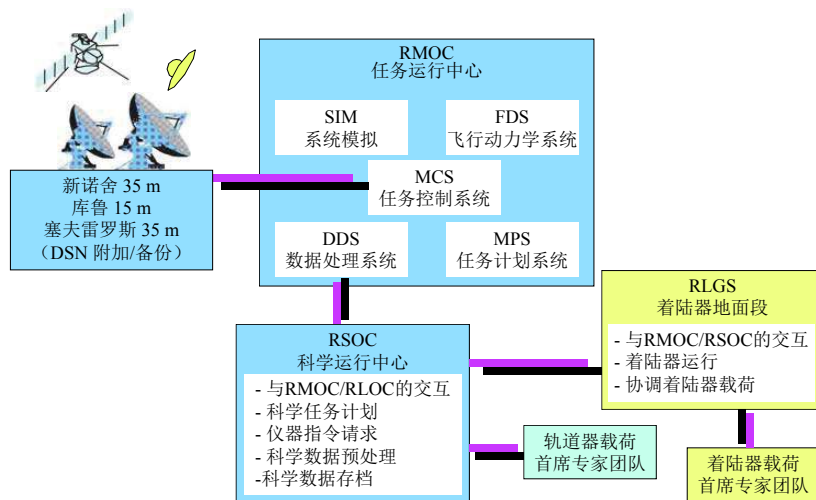 RMOC
任务运行中心
SIM
系统模拟
FDS
飞行动力学系统
MCS
任务控制系统
DDS
数据处理系统
MPS
任务计划系统
新诺舍 35 m
库鲁 15 m
塞夫雷罗斯 35 m
（DSN 附加/备份）
RSOC
科学运行中心
- 与RMOC/RLOC的交互
- 科学任务计划
- 仪器指令请求
- 科学数据预处理
-科学数据存档
RLGS
着陆器地面段
- 与RMOC/RSOC的交互
- 着陆器运行
- 协调着陆器载荷
轨道器载荷
首席专家团队
着陆器载荷
首席专家团队